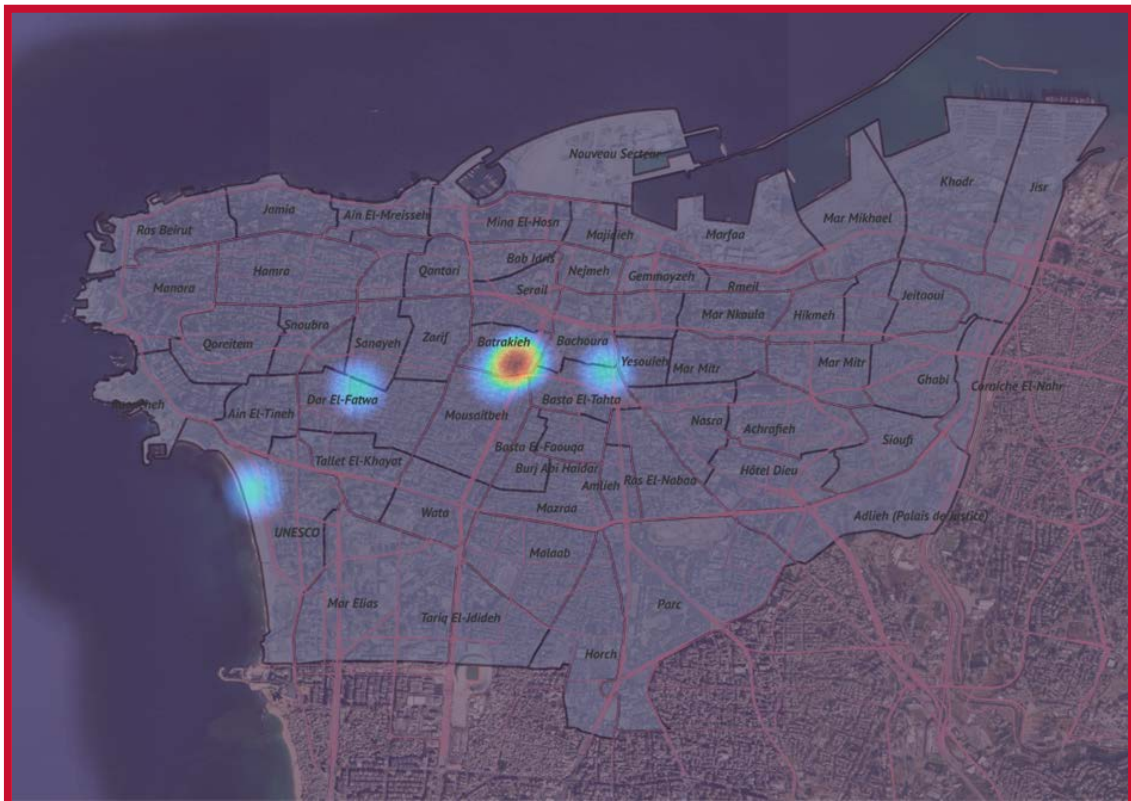 Nouveau Secteur
Khodr
Jisr
Jamia
Ain El-Mreisseh
Mina El-Hosn
Mar Mikhael
Ras Beirut
Majidieh
Marfaa
Bab Idris
Hamra
Qantari
Nejmeh
Gemmayzeh
Manara
Serail
Rmeil
Jeitaoui
Snoubra
Mar Nkoula
Hikmeh
Qoreitem
Sanayeh
Zarif
Batrakieh
Bachoura
Yesouieh
Mar Mitr
Mar Mitr
Ghabi
Corniche El-Nahr
Dar El-Fatwa
Basta El-Tahta
Ain El-Tineh
Mousaitbeh
Nasra
Achrafieh
Sioufi
Basta El-Faouqa
Tallet El-Khayat
Burj Abi Haidar
Hôtel Dieu
Amlieh
Ras El-Nabaa
Mazraa
Wata
Adlieh (Palais de Justice)
UNESCO
Malaab
Mar Elias
Parc
Tariq El-Jdideh
Horch